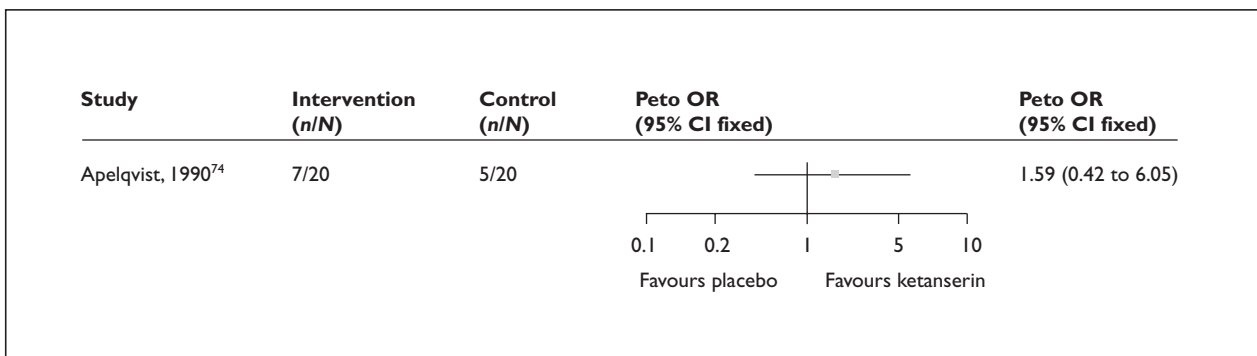 Study Intervention Control Peto OR Peto OR
(n/N) (n/N) (95% CI fixed) (95% CI fixed)
Apelqvist, 1990⁷⁴ 7/20 5/20 1.59 (0.42 to 6.05)
0.1 0.2 1 5 10
Favours placebo Favours ketanserin